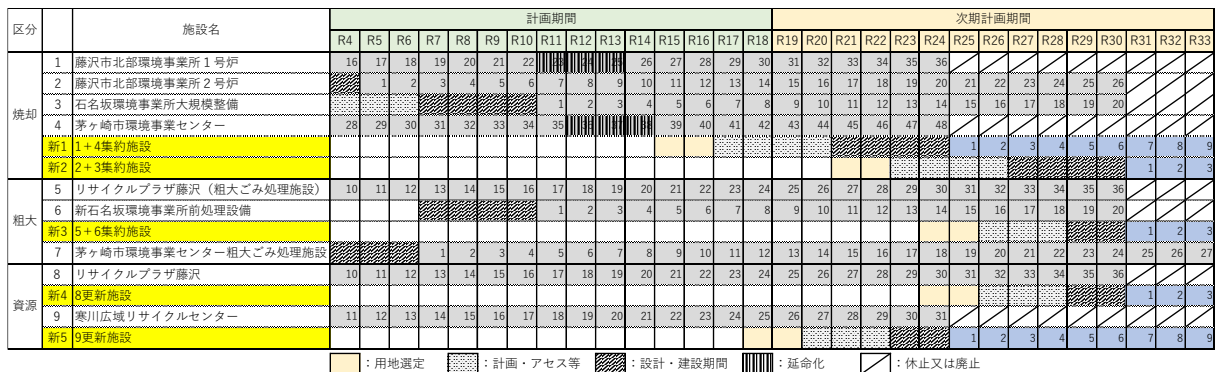 区分 施設名 計画期間 次期計画期間
R4 R5 R6 R7 R8 R9 R10 R11 R12 R13 R14 R15 R16 R17 R18 R19 R20 R21 R22 R23 R24 R25 R26 R27 R28 R29 R30 R31 R32 R33
焼却
1 藤沢市北部環境事業所１号炉 16 17 18 19 20 21 22 23 24 25 26 27 28 29 30 31 32 33 34 35 36
2 藤沢市北部環境事業所２号炉 1 2 3 4 5 6 7 8 9 10 11 12 13 14 15 16 17 18 19 20 21 22 23 24 25 26
3 石名坂環境事業所大規模整備 1 2 3 4 5 6 7 8 9 10 11 12 13 14 15 16 17 18 19 20
4 茅ヶ崎市環境事業センター 28 29 30 31 32 33 34 35 36 37 38 39 40 41 42 43 44 45 46 47 48
新1 1＋4集約施設 1 2 3 4 5 6 7 8 9
新2 2＋3集約施設 1 2 3
粗大
5 リサイクルプラザ藤沢（粗大ごみ処理施設） 10 11 12 13 14 15 16 17 18 19 20 21 22 23 24 25 26 27 28 29 30 31 32 33 34 35 36
6 新石名坂環境事業所前処理設備 1 2 3 4 5 6 7 8 9 10 11 12 13 14 15 16 17 18 19 20
新3 5＋6集約施設 1 2 3
7 茅ヶ崎市環境事業センター粗大ごみ処理施設 1 2 3 4 5 6 7 8 9 10 11 12 13 14 15 16 17 18 19 20 21 22 23 24 25 26 27
資源
8 リサイクルプラザ藤沢 10 11 12 13 14 15 16 17 18 19 20 21 22 23 24 25 26 27 28 29 30 31 32 33 34 35 36
新4 8更新施設 1 2 3
9 寒川広域リサイクルセンター 11 12 13 14 15 16 17 18 19 20 21 22 23 24 25 26 27 28 29 30 31
新5 9更新施設 1 2 3 4 5 6 7 8 9
：用地選定 ：計画・アセス等 ：設計・建設期間 ：延命化 ：休止又は廃止